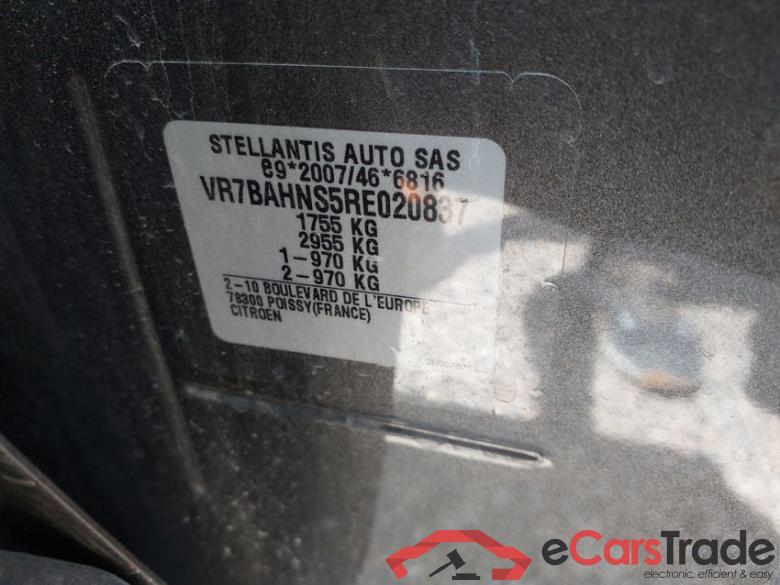 STELLANTIS AUTO SAS
e9*2007/46*6816
VR7BAHNS5RE020837
1755 KG
2955 KG
1-970 KG
2-970 KG
2-10 BOULEVARD DE L'EUROPE
78300 POISSY(FRANCE)
CITROEN
eCarsTrade
electronic, efficient & easy